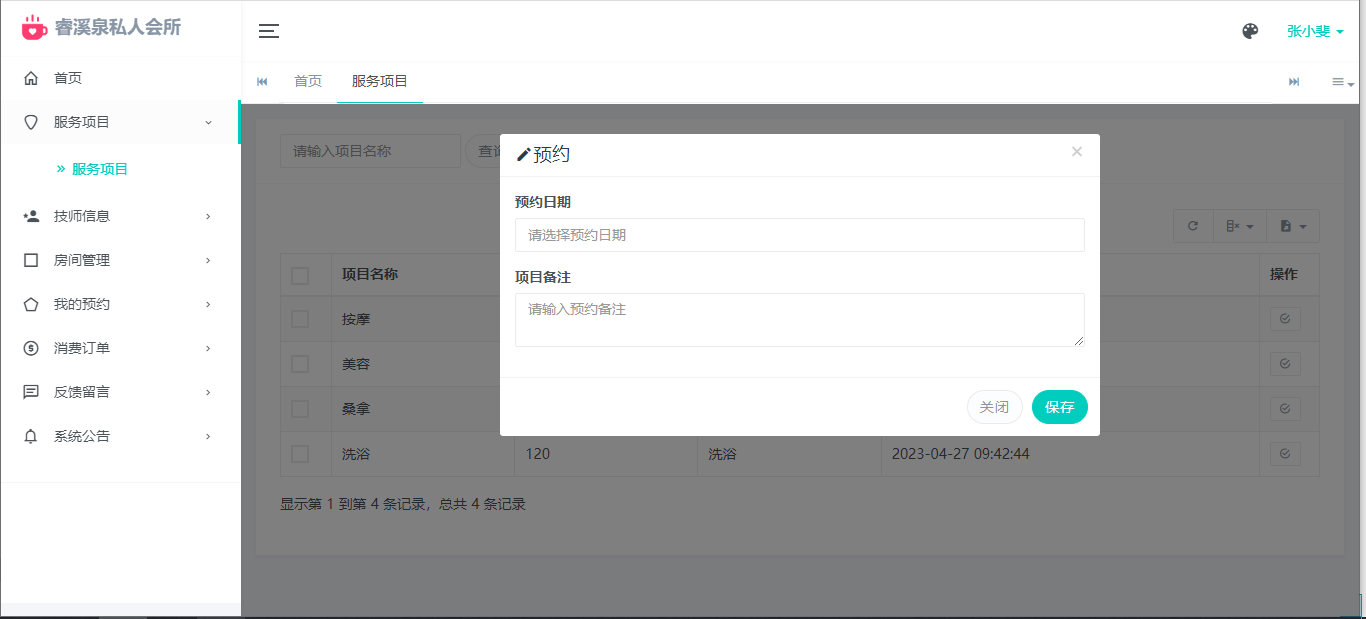 睿溪泉私人会所
张小斐
首页
服务项目
首页
服务项目
服务项目
技师信息
房间管理
我的预约
消费订单
反馈留言
系统公告
请输入项目名称
预约
×
预约日期
请选择预约日期
项目备注
请输入预约备注
关闭
保存
项目名称
操作
按摩
美容
桑拿
洗浴 120 洗浴 2023-04-27 09:42:44
显示第 1 到第 4 条记录，总共 4 条记录